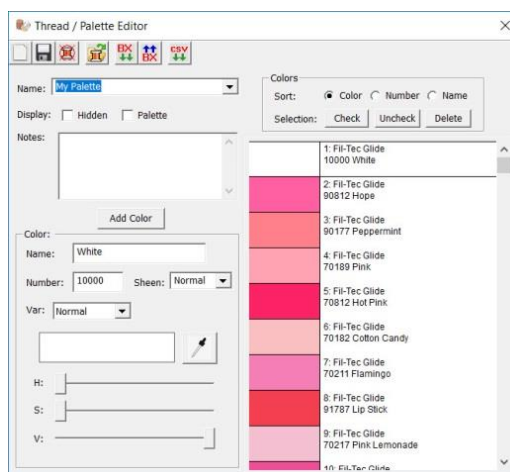 Thread / Palette Editor
BX BX CSV
Name: My Palette
Display: Hidden Palette
Notes:
Add Color
Color:
Name: White
Number: 10000 Sheen: Normal
Var: Normal
H:
S:
V:
Colors
Sort: Color Number Name
Selection: Check Uncheck Delete
1: Fil-Tec Glide
10000 White
2: Fil-Tec Glide
90812 Hope
3: Fil-Tec Glide
90177 Peppermint
4: Fil-Tec Glide
70189 Pink
5: Fil-Tec Glide
70812 Hot Pink
6: Fil-Tec Glide
70182 Cotton Candy
7: Fil-Tec Glide
70211 Flamingo
8: Fil-Tec Glide
91787 Lip Stick
9: Fil-Tec Glide
70217 Pink Lemonade
10: Fil-Tec Glide